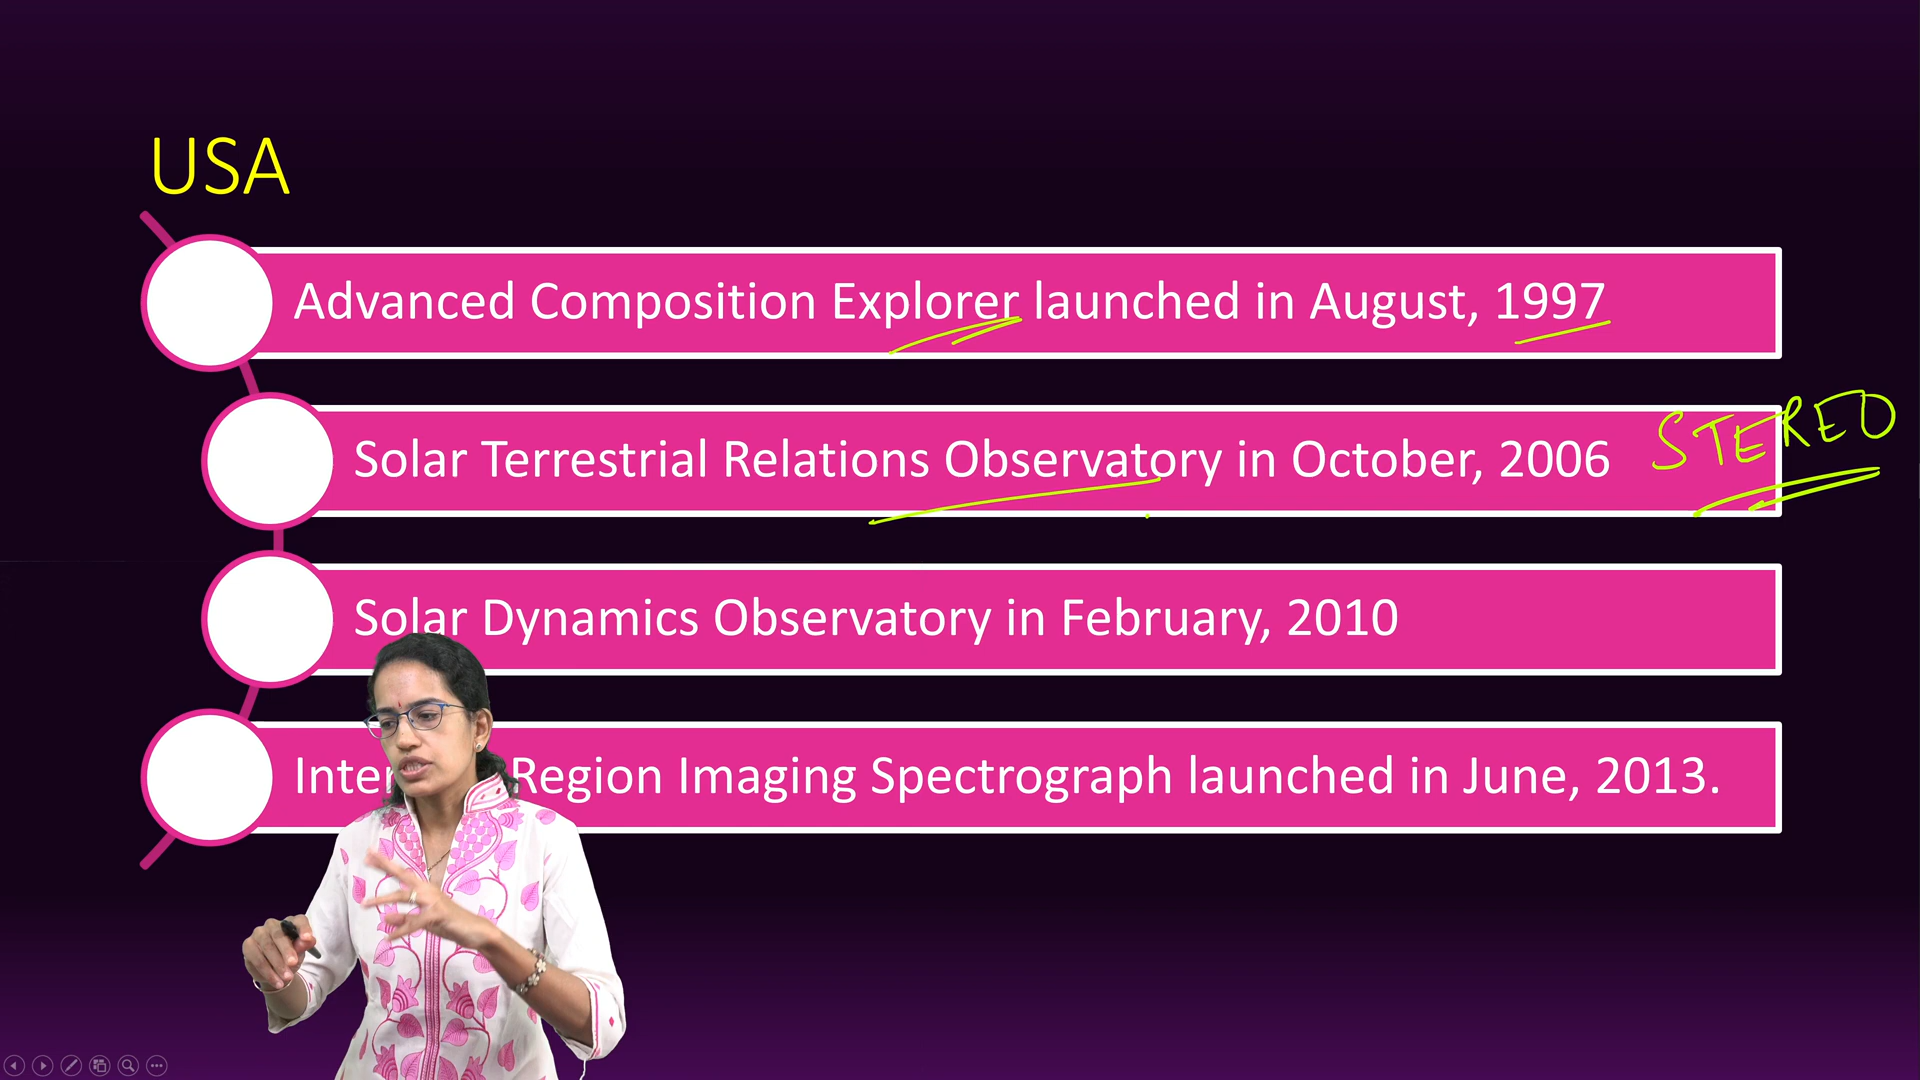 USA
Advanced Composition Explorer launched in August, 1997
Solar Terrestrial Relations Observatory in October, 2006 STEREO
Solar Dynamics Observatory in February, 2010
Region Imaging Spectrograph launched in June, 2013.